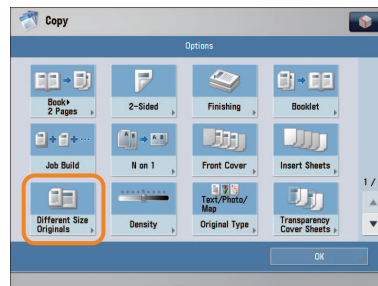 Copy
Options
Book▸
2 Pages
2-Sided
Finishing
Booklet
Job Build
N on 1
Front Cover
Insert Sheets
1/
Different Size
Originals
Density
Text/Photo/
Map
Original Type
Transparency
Cover Sheets
OK